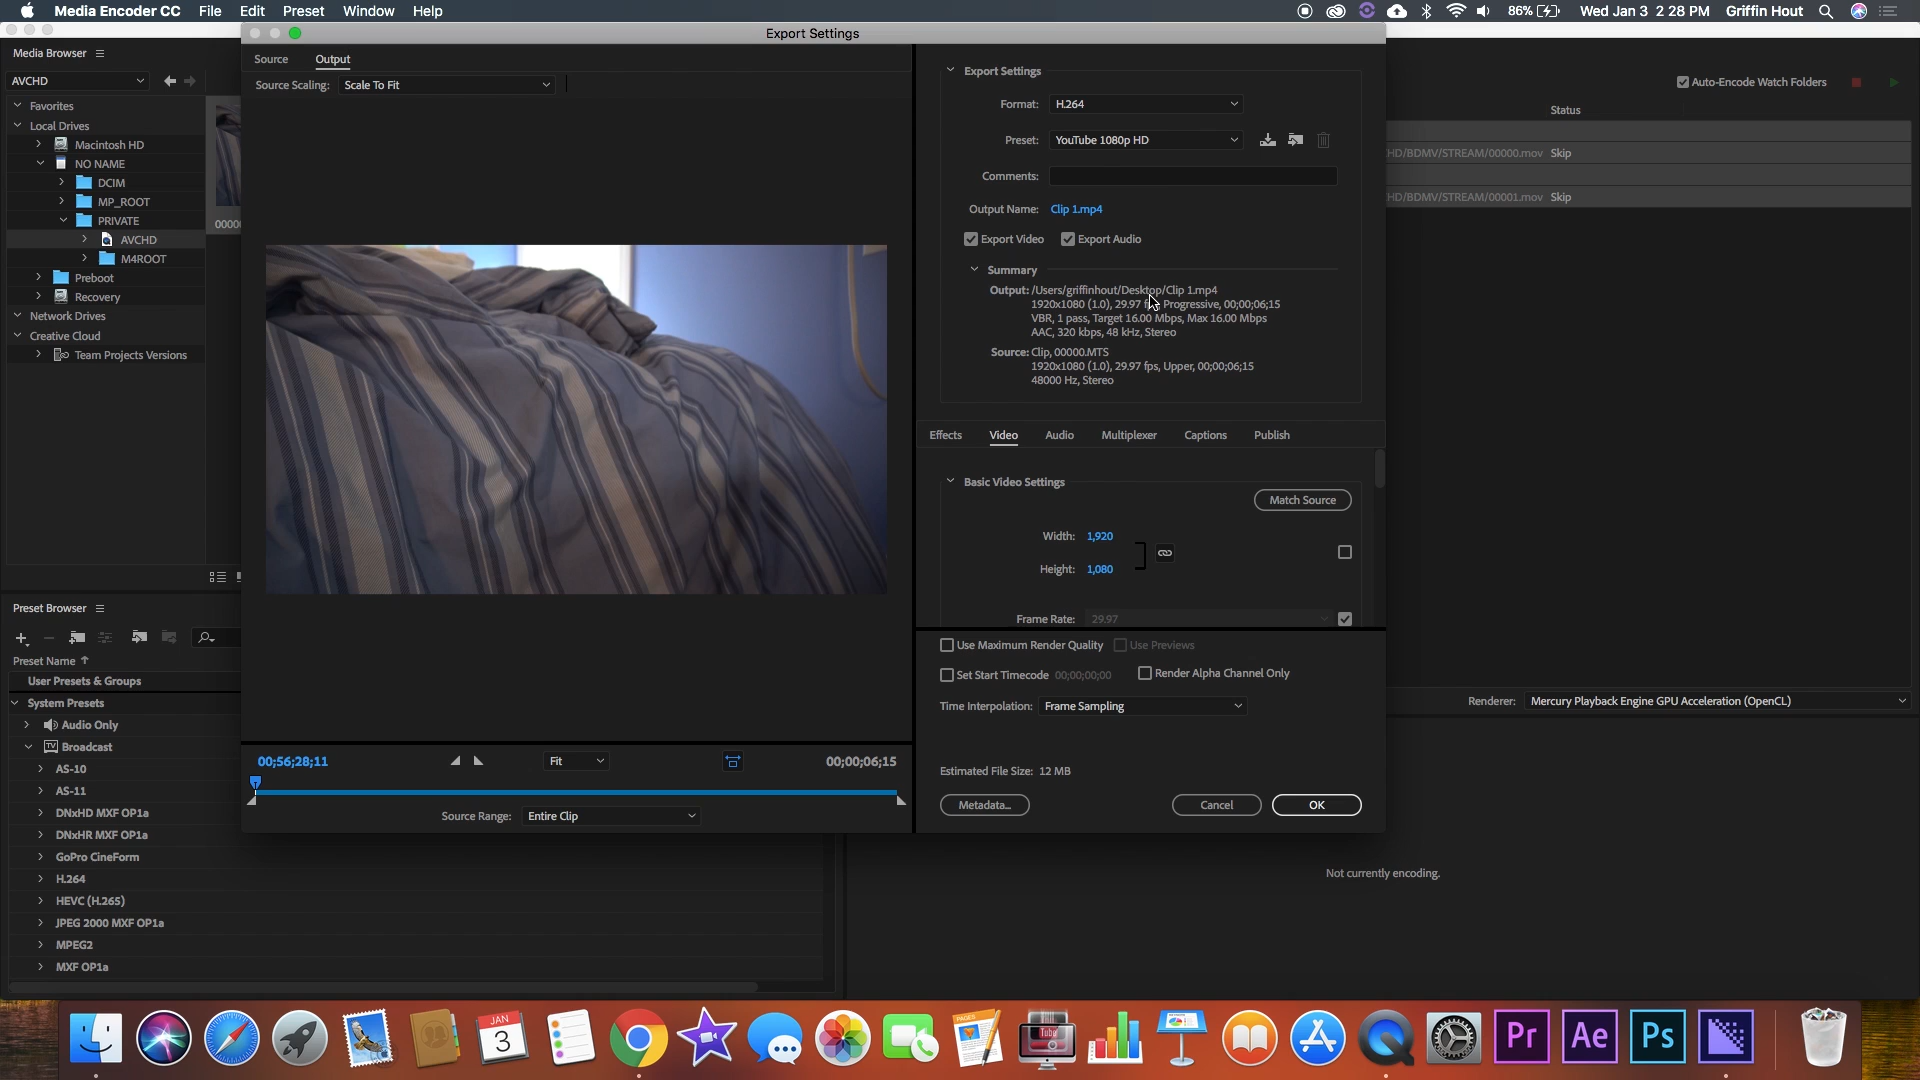 Media Encoder CC File Edit Preset Window Help 86% Wed Jan 3 2 28 PM Griffin Hout
Export Settings
Media Browser
AVCHD
Favorites
Local Drives
Macintosh HD
NO NAME
DCIM
MP_ROOT
PRIVATE
AVCHD
M4ROOT
Preboot
Recovery
Network Drives
Creative Cloud
Team Projects Versions
Source Output
Source Scaling: Scale To Fit
00;56;28;11 Fit 00;00;06;15
Source Range: Entire Clip
Export Settings
Format: H.264
Preset: YouTube 1080p HD
Comments:
Output Name: Clip 1.mp4
Export Video Export Audio
Summary
Output: /Users/griffinhout/Desktop/Clip 1.mp4
1920x1080 (1.0), 29.97 Progressive, 00;00;06;15
VBR, 1 pass, Target 16.00 Mbps, Max 16.00 Mbps
AAC, 320 kbps, 48 kHz, Stereo
Source: Clip, 00000.MTS
1920x1080 (1.0), 29.97 fps, Upper, 00;00;06;15
48000 Hz, Stereo
Effects Video Audio Multiplexer Captions Publish
Basic Video Settings
Match Source
Width: 1,920
Height: 1,080
Frame Rate: 29.97
Use Maximum Render Quality Use Previews
Set Start Timecode 00;00;00;00 Render Alpha Channel Only
Time Interpolation: Frame Sampling
Estimated File Size: 12 MB
Metadata... Cancel OK
Auto-Encode Watch Folders
Status
HD/BDMV/STREAM/00000.mov Skip
HD/BDMV/STREAM/00001.mov Skip
Renderer: Mercury Playback Engine GPU Acceleration (OpenCL)
Not currently encoding.
Preset Browser
Preset Name
User Presets & Groups
System Presets
Audio Only
TV Broadcast
AS-10
AS-11
DNxHD MXF OP1a
DNxHR MXF OP1a
GoPro CineForm
H.264
HEVC (H.265)
JPEG 2000 MXF OP1a
MPEG2
MXF OP1a
JAN
3
PAGES
Tube
Pr Ae Ps